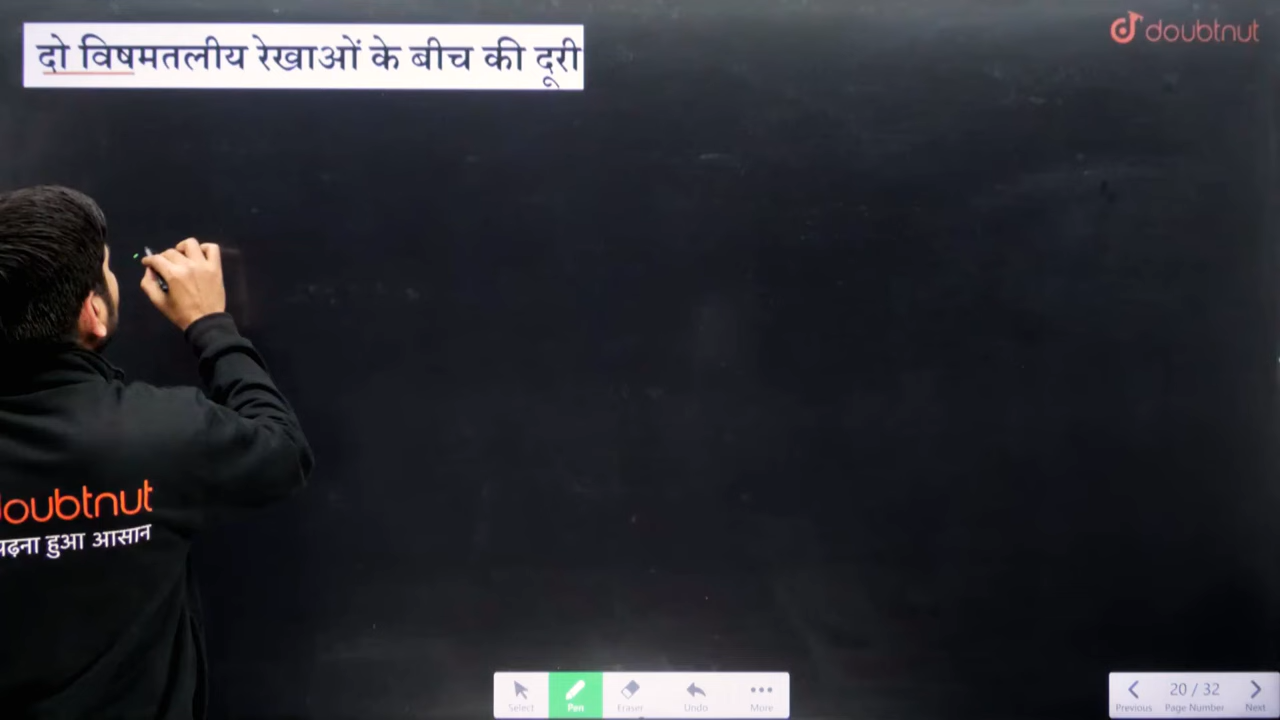 दो विषमतलीय रेखाओं के बीच की दूरी
doubtnut
doubtnut
पढ़ना हुआ आसान
Select
Pen
Eraser
Undo
More
20 / 32
Previous
Page Number
Next